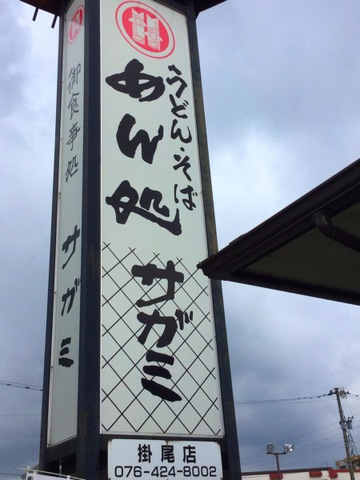 うどん・そば
めん処
サガミ
御食事処
サガミ
掛尾店
076-424-8002